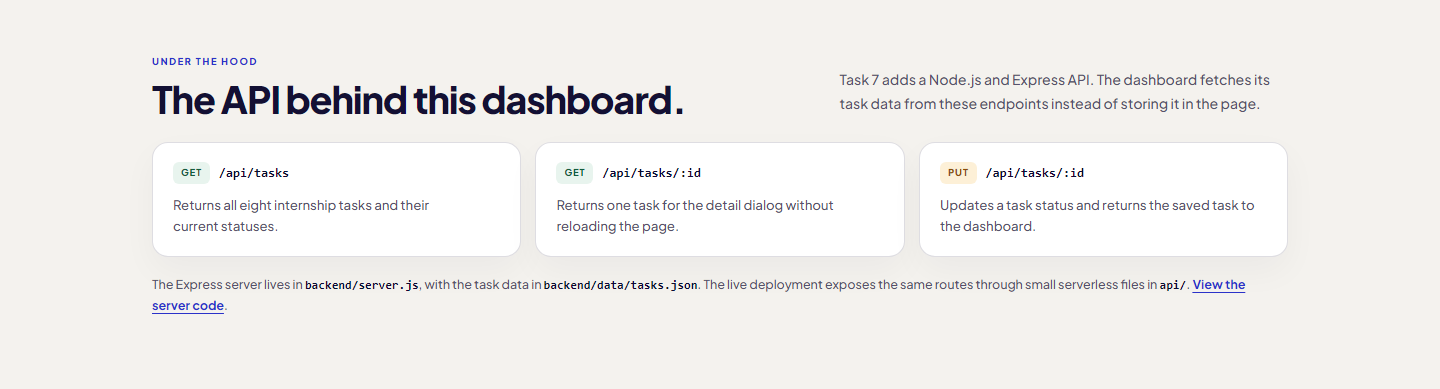 UNDER THE HOOD
The API behind this dashboard.
Task 7 adds a Node.js and Express API. The dashboard fetches its
task data from these endpoints instead of storing it in the page.
GET /api/tasks
Returns all eight internship tasks and their
current statuses.
GET /api/tasks/:id
Returns one task for the detail dialog without
reloading the page.
PUT /api/tasks/:id
Updates a task status and returns the saved task to
the dashboard.
The Express server lives in backend/server.js, with the task data in backend/data/tasks.json. The live deployment exposes the same routes through small serverless files in api/. View the
server code.